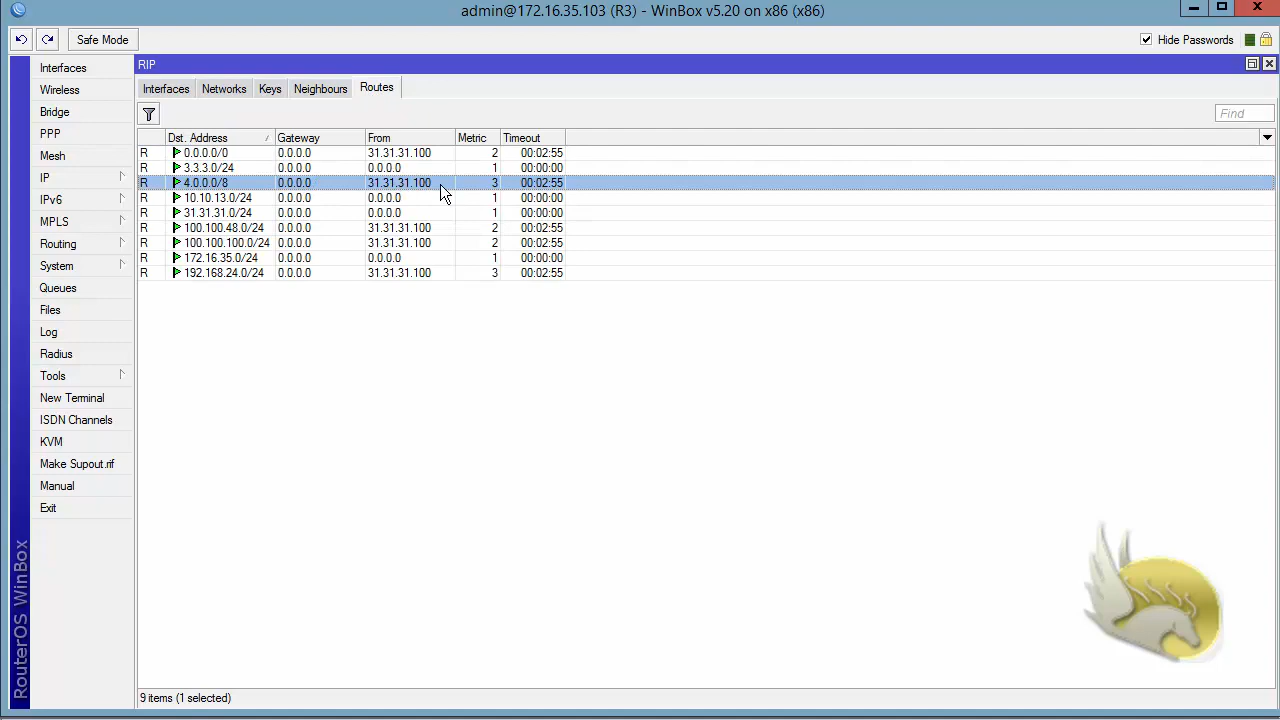 admin@172.16.35.103 (R3) - WinBox v5.20 on x86 (x86)
Safe Mode
Hide Passwords
Interfaces
Wireless
Bridge
PPP
Mesh
IP
IPv6
MPLS
Routing
System
Queues
Files
Log
Radius
Tools
New Terminal
ISDN Channels
KVM
Make Supout.rif
Manual
Exit
RouterOS WinBox
RIP
Interfaces Networks Keys Neighbours Routes
Find
Dst. Address / Gateway From Metric Timeout
R 0.0.0.0/0 0.0.0.0 31.31.31.100 2 00:02:55
R 3.3.3.0/24 0.0.0.0 0.0.0.0 1 00:00:00
R 4.0.0.0/8 0.0.0.0 31.31.31.100 3 00:02:55
R 10.10.13.0/24 0.0.0.0 0.0.0.0 1 00:00:00
R 31.31.31.0/24 0.0.0.0 0.0.0.0 1 00:00:00
R 100.100.48.0/24 0.0.0.0 31.31.31.100 2 00:02:55
R 100.100.100.0/24 0.0.0.0 31.31.31.100 2 00:02:55
R 172.16.35.0/24 0.0.0.0 0.0.0.0 1 00:00:00
R 192.168.24.0/24 0.0.0.0 31.31.31.100 3 00:02:55
9 items (1 selected)